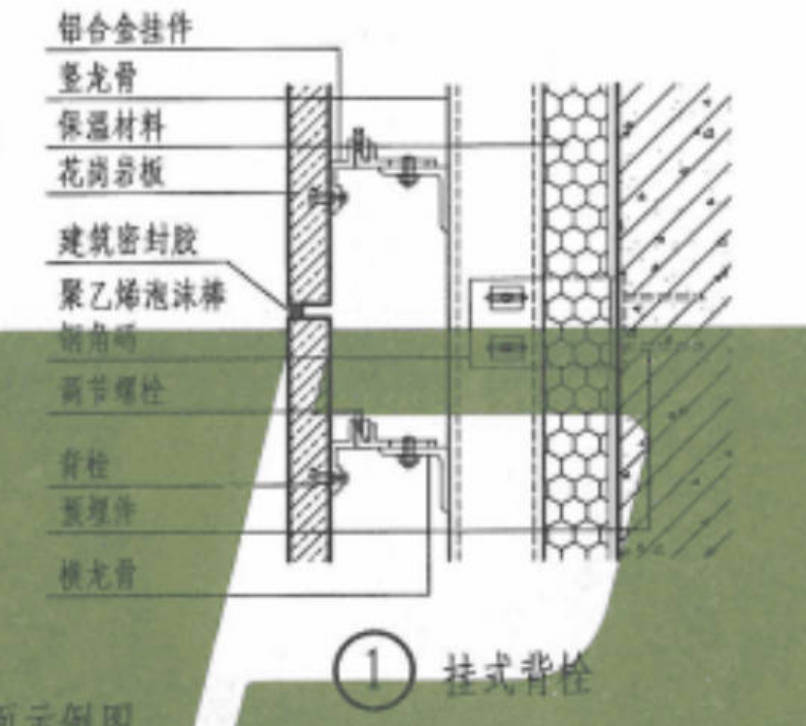 铝合金挂件
竖龙骨
保温材料
花岗岩板
建筑密封胶
聚乙烯泡沫棒
钢角码
调节螺栓
背栓
预埋件
横龙骨
1 挂式背栓
示例图